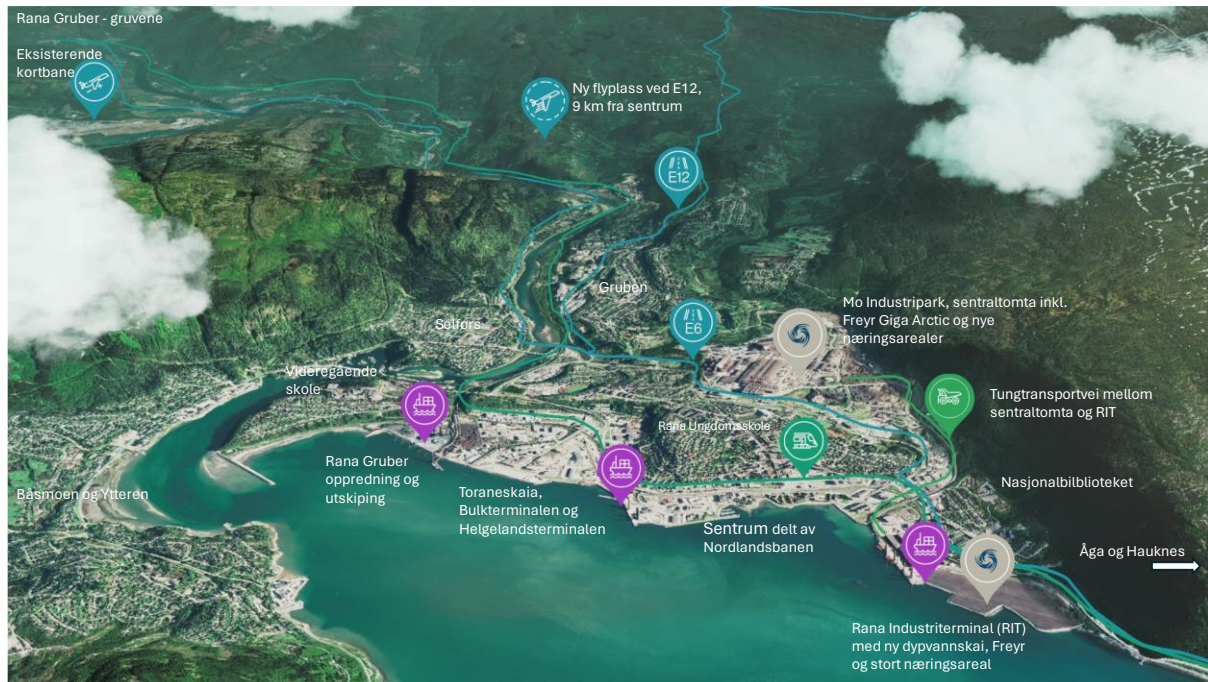 Rana Gruber - gruvene
Eksisterende
kortbane
Ny flyplass ved E12,
9 km fra sentrum
E12
Gruben
Solfors
E6
Mo Industripark, sentraltomta inkl.
Freyr Giga Arctic og nye
næringsarealer
Videregående
skole
Tungtransportvei mellom
sentraltomta og RIT
Rana Ungdomsskole
Rana Gruber
oppredning og
utskiping
Toraneskaia,
Bulkterminalen og
Helgelandsterminalen
Båsmoen og Ytteren
Nasjonalbiblioteket
Sentrum delt av
Nordlandsbanen
Åga og Hauknes
Rana Industriterminal (RIT)
med ny dypvannskai, Freyr
og stort næringsareal